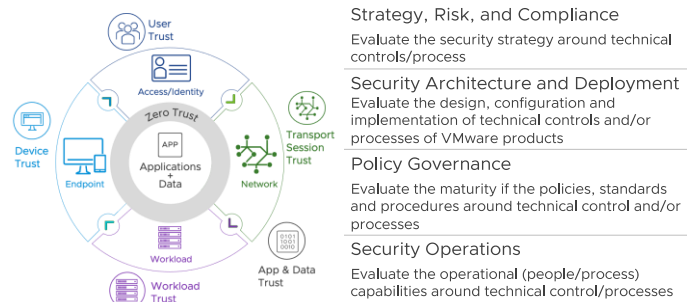 User
Trust
Access/Identity
Zero Trust
Device
Trust
Endpoint
APP
Applications
+
Data
Network
Transport
Session
Trust
Workload
Workload
Trust
0101
1001
0010
App & Data
Trust
Strategy, Risk, and Compliance
Evaluate the security strategy around technical
controls/process
Security Architecture and Deployment
Evaluate the design, configuration and
implementation of technical controls and/or
processes of VMware products
Policy Governance
Evaluate the maturity if the policies, standards
and procedures around technical control and/or
processes
Security Operations
Evaluate the operational (people/process)
capabilities around technical control/processes